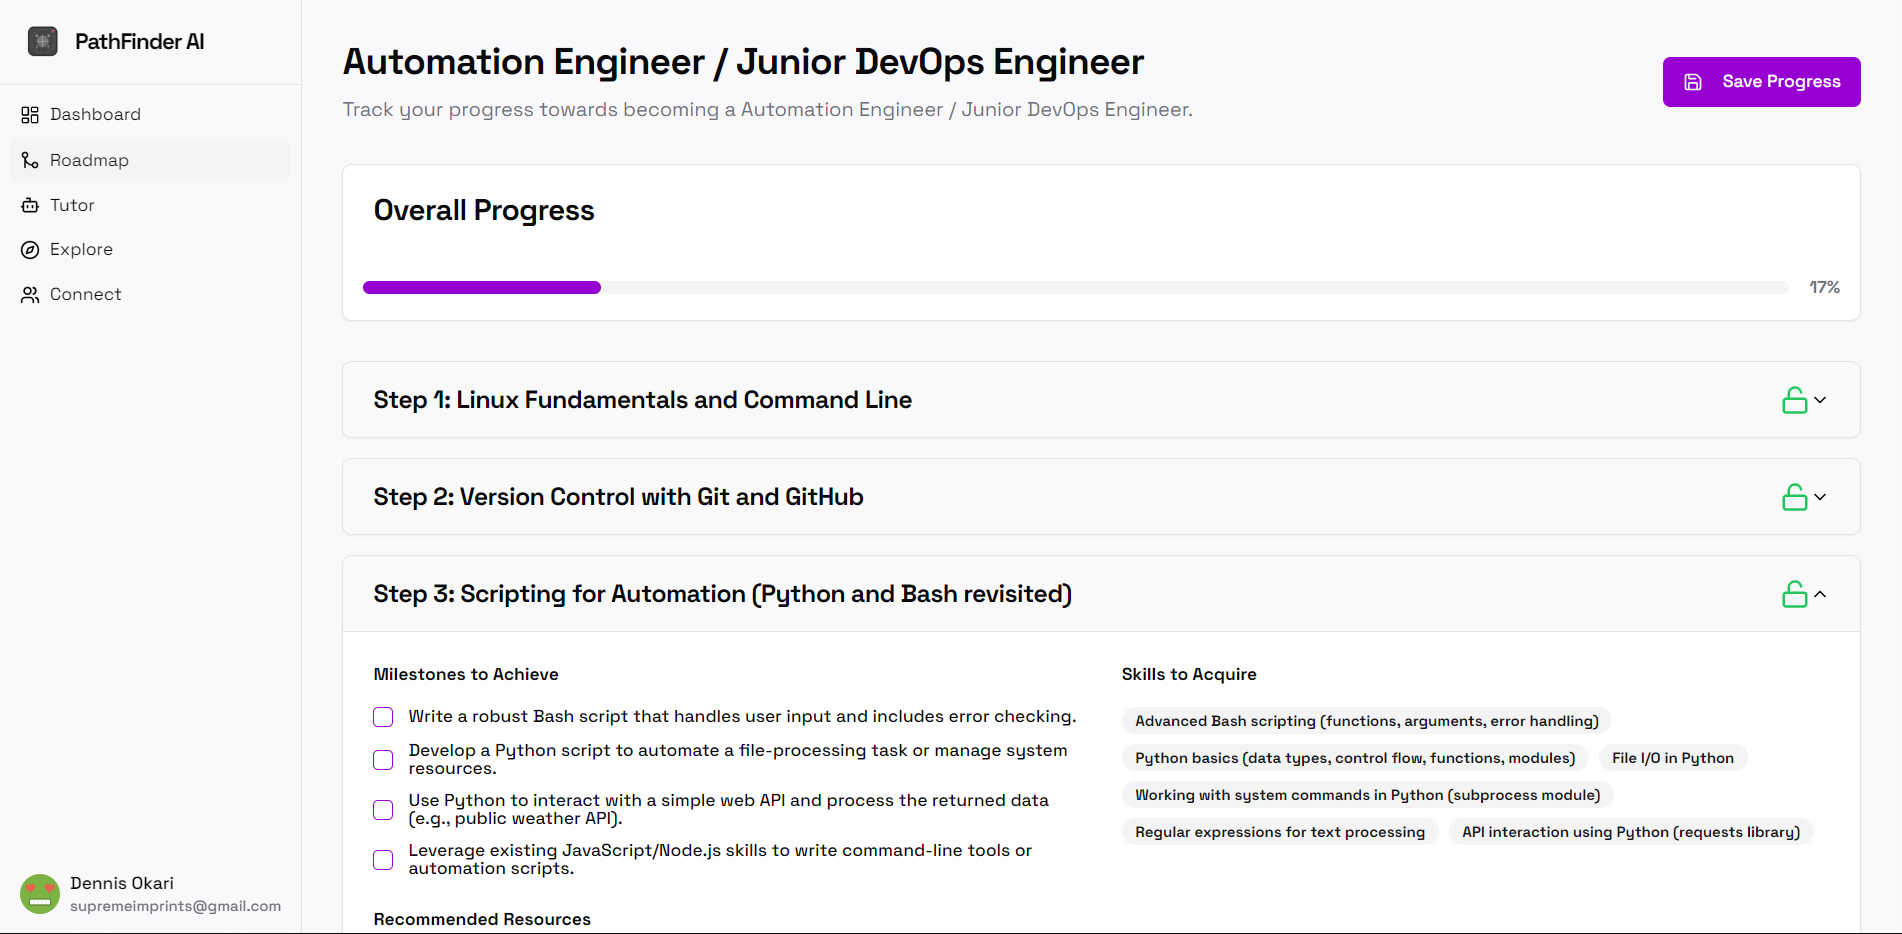 PathFinder AI
Dashboard
Roadmap
Tutor
Explore
Connect
Dennis Okari
supremeimprints@gmail.com
Automation Engineer / Junior DevOps Engineer
Track your progress towards becoming a Automation Engineer / Junior DevOps Engineer.
Save Progress
Overall Progress
17%
Step 1: Linux Fundamentals and Command Line
Step 2: Version Control with Git and GitHub
Step 3: Scripting for Automation (Python and Bash revisited)
Milestones to Achieve
Write a robust Bash script that handles user input and includes error checking.
Develop a Python script to automate a file-processing task or manage system
resources.
Use Python to interact with a simple web API and process the returned data
(e.g., public weather API).
Leverage existing JavaScript/Node.js skills to write command-line tools or
automation scripts.
Skills to Acquire
Advanced Bash scripting (functions, arguments, error handling)
Python basics (data types, control flow, functions, modules)
File I/O in Python
Working with system commands in Python (subprocess module)
Regular expressions for text processing
API interaction using Python (requests library)
Recommended Resources